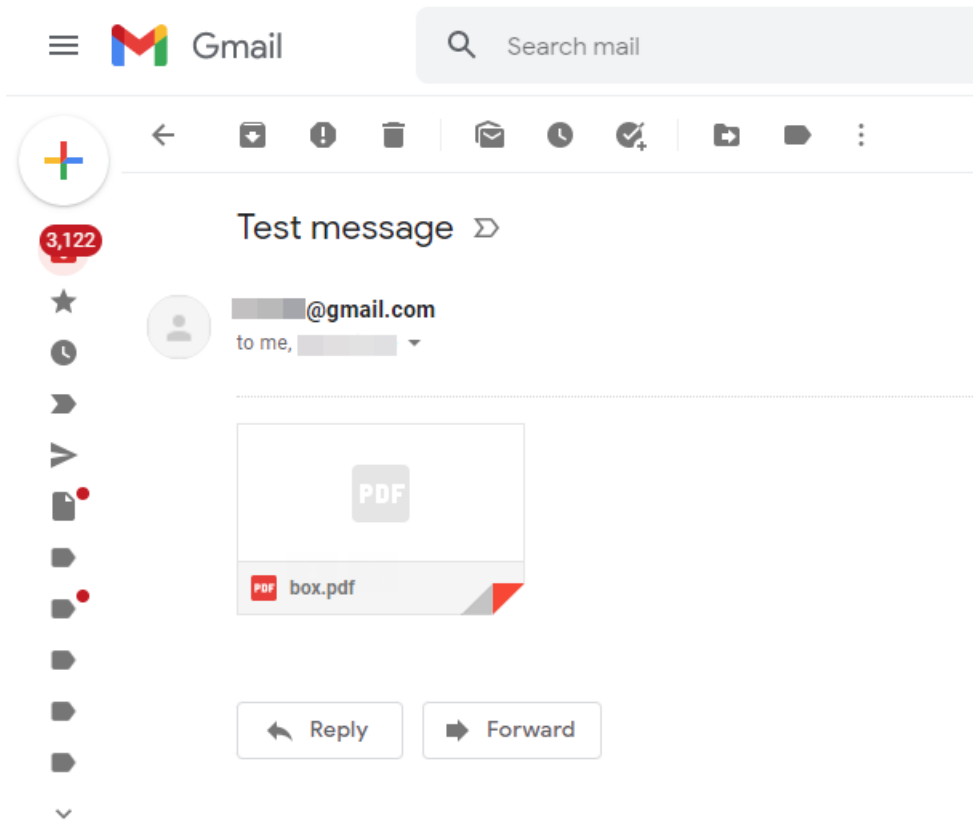 Gmail
Search mail
3,122
Test message
@gmail.com
to me,
PDF
PDF box.pdf
Reply
Forward